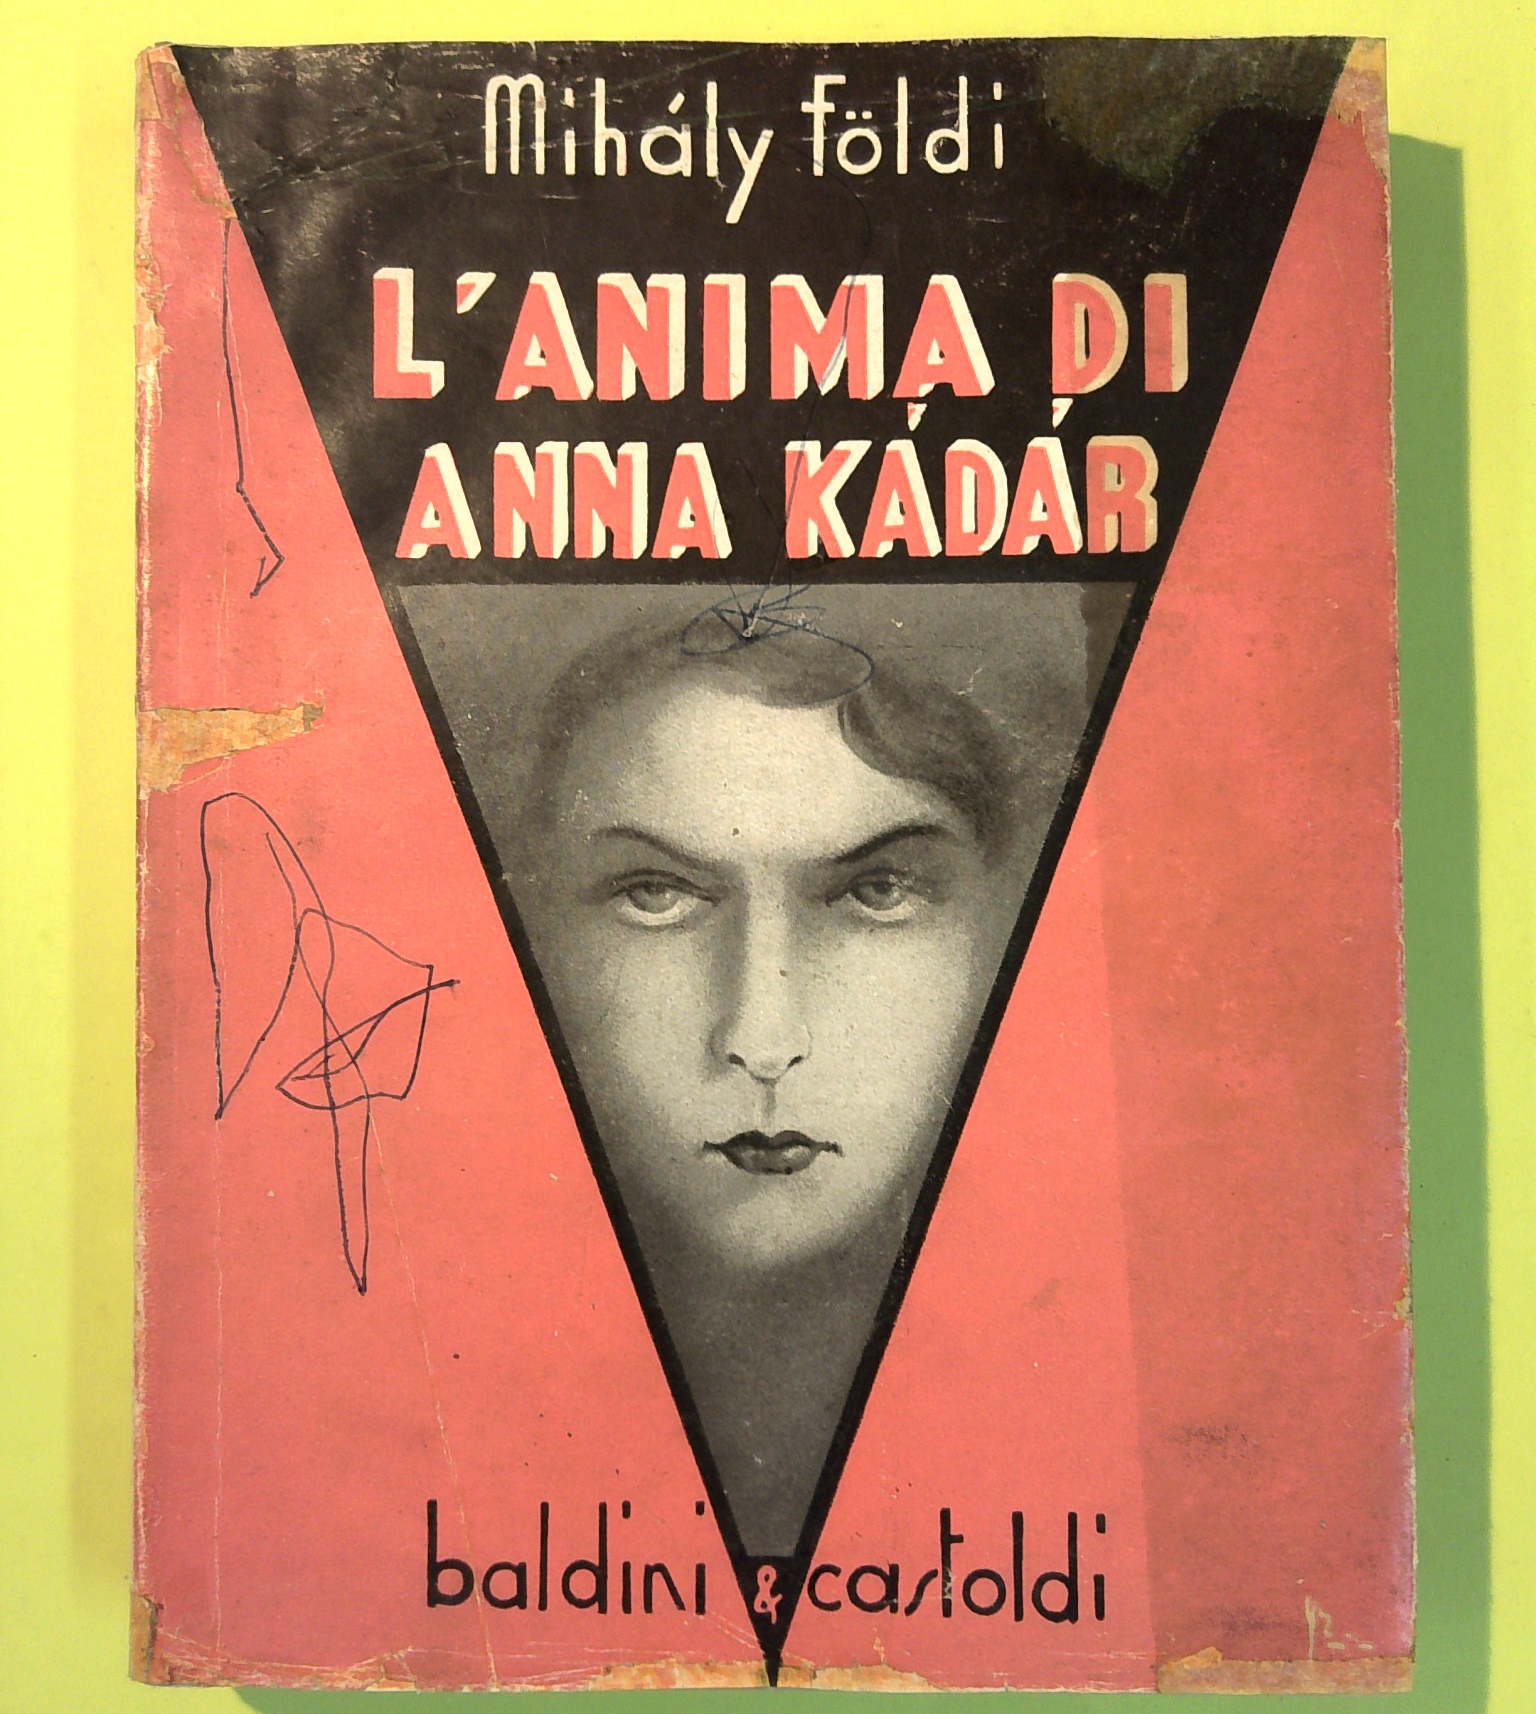 Mihály Földi
L'ANIMA DI
ANNA KÁDÁR
baldini & castoldi